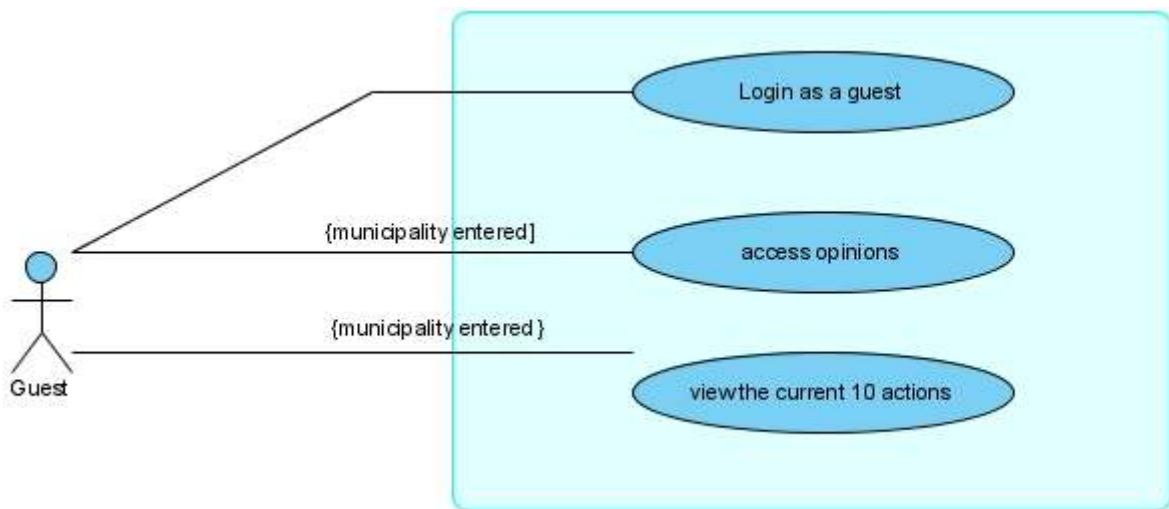 Login as a guest
{municipality entered]
access opinions
{municipality entered }
Guest
viewthe current 10 actions